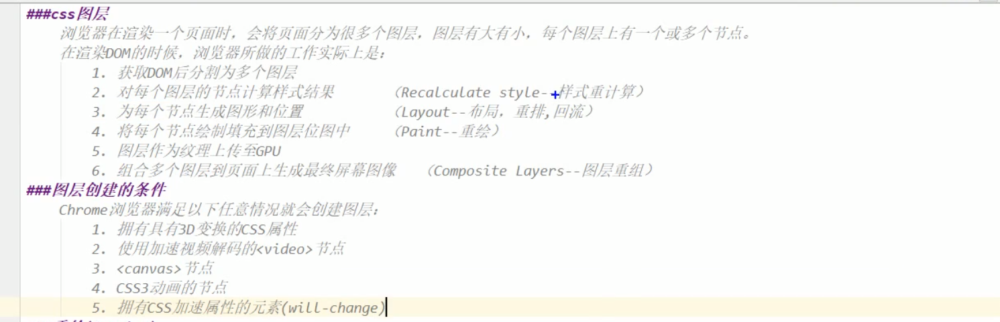 ###css图层
浏览器在渲染一个页面时，会将页面分为很多个图层，图层有大有小，每个图层上有一个或多个节点。
在渲染DOM的时候，浏览器所做的工作实际上是：
1. 获取DOM后分割为多个图层
2. 对每个图层的节点计算样式结果 （Recalculate style--样式重计算）
3. 为每个节点生成图形和位置 （Layout--布局，重排,回流）
4. 将每个节点绘制填充到图层位图中 （Paint--重绘）
5. 图层作为纹理上传至GPU
6. 组合多个图层到页面上生成最终屏幕图像 （Composite Layers--图层重组）
###图层创建的条件
Chrome浏览器满足以下任意情况就会创建图层：
1. 拥有具有3D变换的CSS属性
2. 使用加速视频解码的<video>节点
3. <canvas>节点
4. CSS3动画的节点
5. 拥有CSS加速属性的元素(will-change)